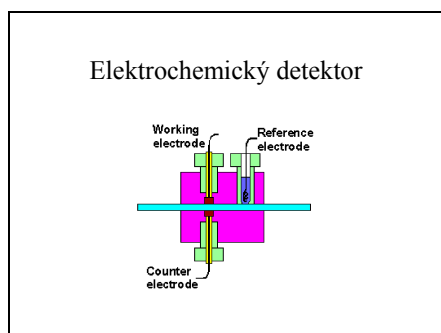 Elektrochemický detektor
Working
electrode
Reference
electrode
Counter
electrode